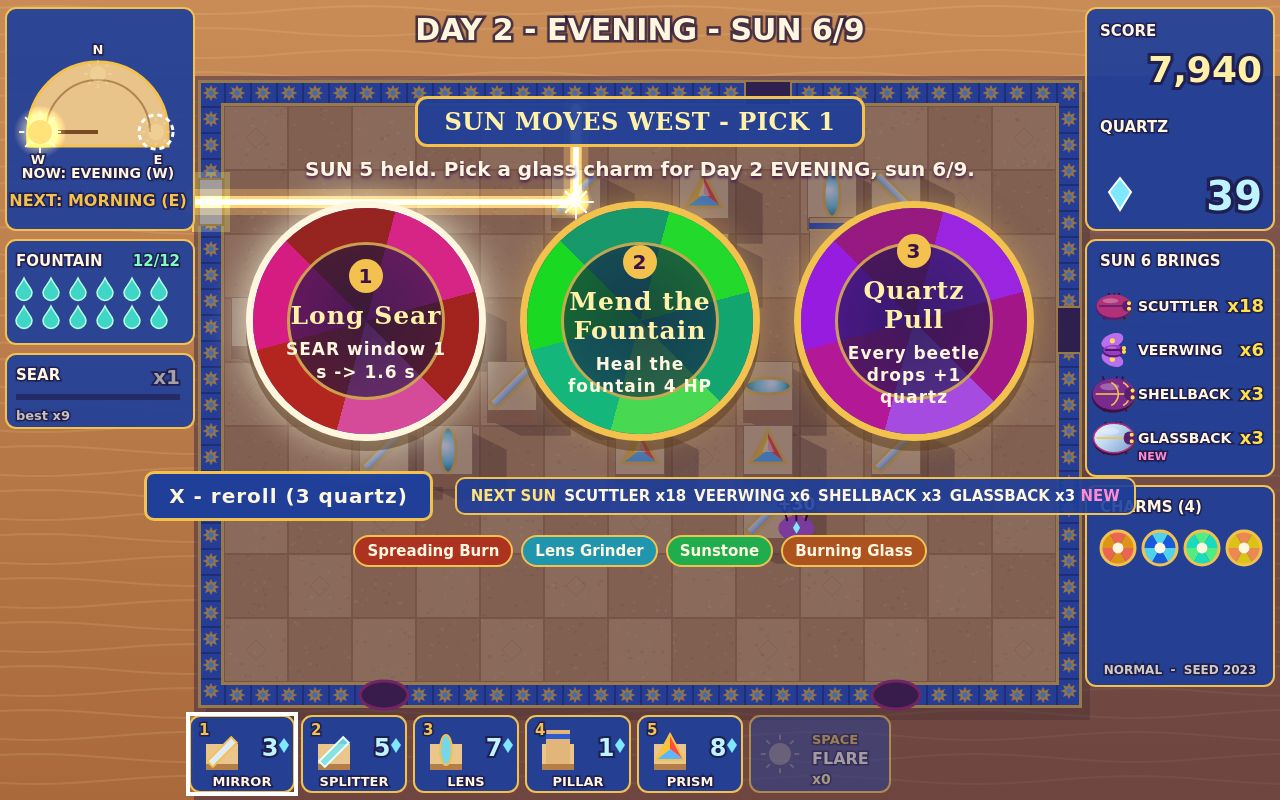 DAY 2 - EVENING - SUN 6/9
N
W
E
NOW: EVENING (W)
NEXT: MORNING (E)
FOUNTAIN 12/12
SEAR x1
best x9
SUN MOVES WEST - PICK 1
SUN 5 held. Pick a glass charm for Day 2 EVENING, sun 6/9.
1
Long Sear
SEAR window 1
s -> 1.6 s
2
Mend the
Fountain
Heal the
fountain 4 HP
3
Quartz
Pull
Every beetle
drops +1
quartz
X - reroll (3 quartz)
NEXT SUN SCUTTLER x18 VEERWING x6 SHELLBACK x3 GLASSBACK x3 NEW
+30
Spreading Burn
Lens Grinder
Sunstone
Burning Glass
SCORE
7,940
QUARTZ
39
SUN 6 BRINGS
SCUTTLER x18
VEERWING x6
SHELLBACK x3
GLASSBACK x3
NEW
CHARMS (4)
NORMAL - SEED 2023
1
3
MIRROR
2
5
SPLITTER
3
7
LENS
4
1
PILLAR
5
8
PRISM
SPACE
FLARE
x0